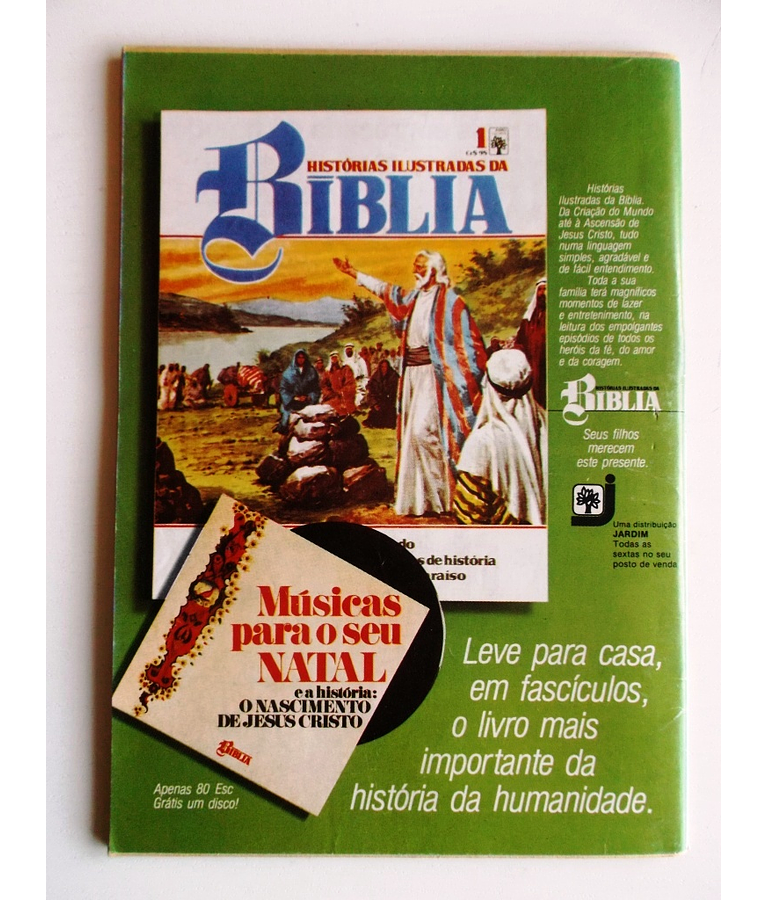 1
HISTÓRIAS ILUSTRADAS DA
BÍBLIA
Histórias
Ilustradas da Bíblia.
Da Criação do Mundo
até à Ascensão de
Jesus Cristo, tudo
numa linguagem
simples, agradável e
de fácil entendimento.
Toda a sua
família terá magníficos
momentos de lazer
e entretenimento, na
leitura dos empolgantes
episódios de todos os
heróis da fé, do amor
e da coragem.
HISTÓRIAS ILUSTRADAS DA
BÍBLIA
Seus filhos
merecem
este presente.
Uma distribuição
JARDIM
Todas as
sextas no seu
posto de venda
do
s de história
araíso
Músicas
para o seu
NATAL
e a história:
O NASCIMENTO
DE JESUS CRISTO
BÍBLIA
Apenas 80 Esc
Grátis um disco!
Leve para casa,
em fascículos,
o livro mais
importante da
história da humanidade.